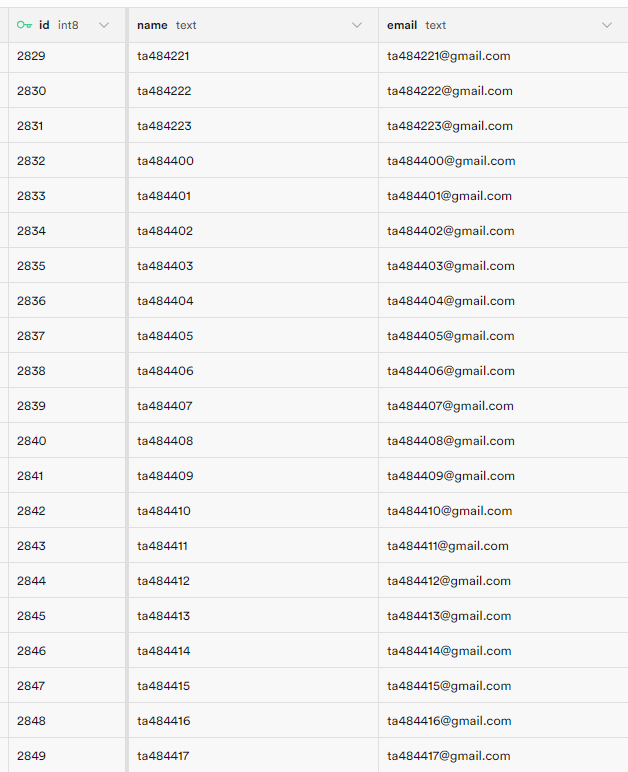 id int8 name text email text
2829 ta484221 ta484221@gmail.com
2830 ta484222 ta484222@gmail.com
2831 ta484223 ta484223@gmail.com
2832 ta484400 ta484400@gmail.com
2833 ta484401 ta484401@gmail.com
2834 ta484402 ta484402@gmail.com
2835 ta484403 ta484403@gmail.com
2836 ta484404 ta484404@gmail.com
2837 ta484405 ta484405@gmail.com
2838 ta484406 ta484406@gmail.com
2839 ta484407 ta484407@gmail.com
2840 ta484408 ta484408@gmail.com
2841 ta484409 ta484409@gmail.com
2842 ta484410 ta484410@gmail.com
2843 ta484411 ta484411@gmail.com
2844 ta484412 ta484412@gmail.com
2845 ta484413 ta484413@gmail.com
2846 ta484414 ta484414@gmail.com
2847 ta484415 ta484415@gmail.com
2848 ta484416 ta484416@gmail.com
2849 ta484417 ta484417@gmail.com